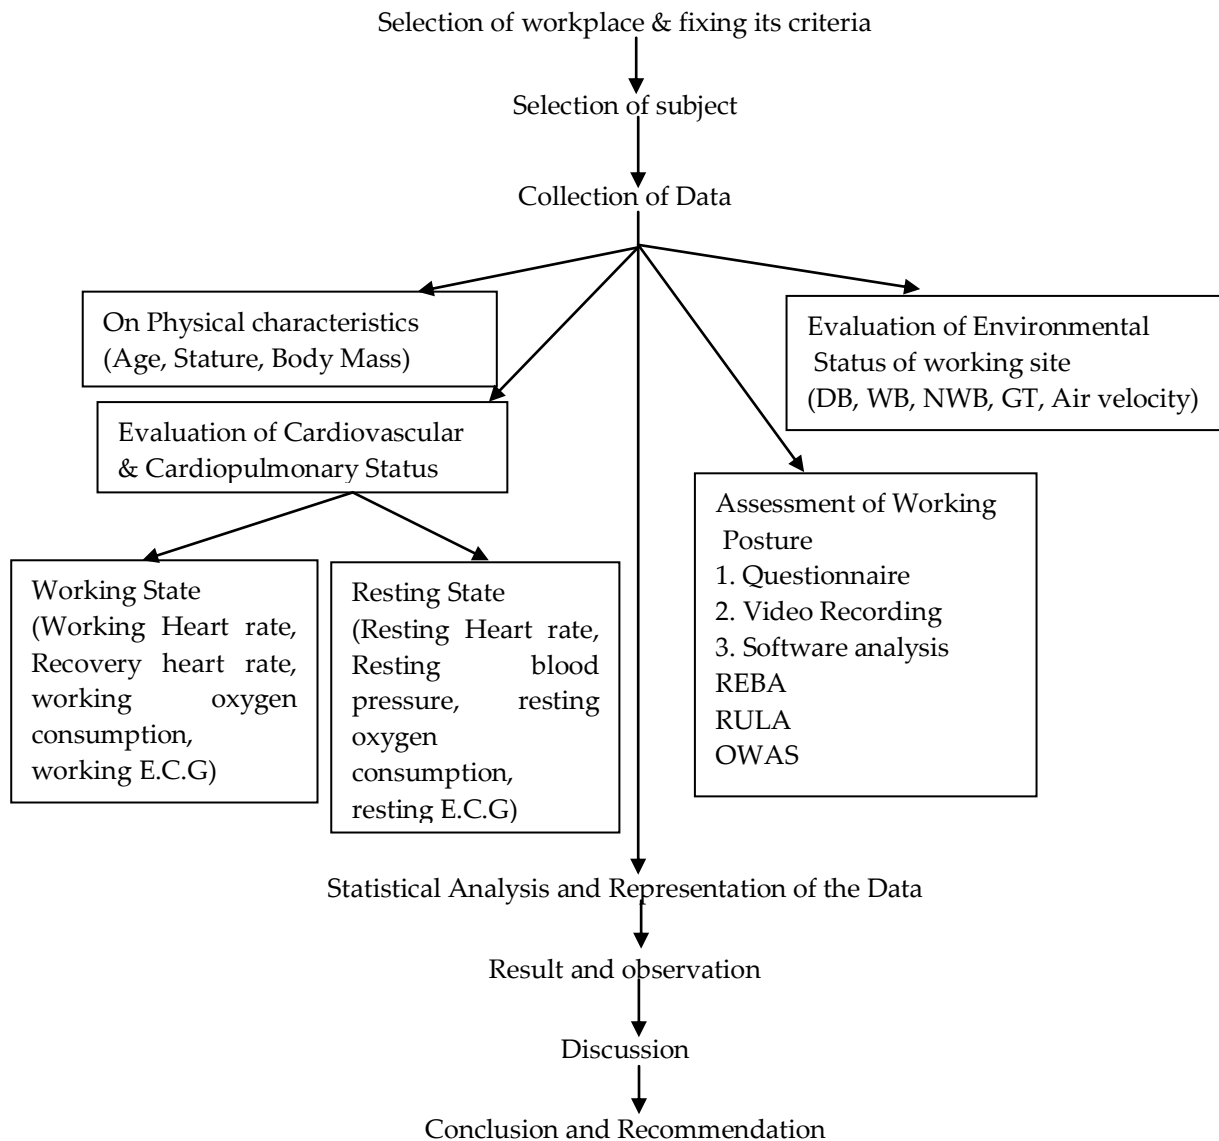 Selection of workplace & fixing its criteria
Selection of subject
Collection of Data
On Physical characteristics
(Age, Stature, Body Mass)
Evaluation of Environmental
Status of working site
(DB, WB, NWB, GT, Air velocity)
Evaluation of Cardiovascular
& Cardiopulmonary Status
Assessment of Working
Posture
1. Questionnaire
2. Video Recording
3. Software analysis
REBA
RULA
OWAS
Working State
(Working Heart rate,
Recovery heart rate,
working oxygen
consumption,
working E.C.G)
Resting State
(Resting Heart rate,
Resting blood
pressure, resting
oxygen
consumption,
resting E.C.G)
Statistical Analysis and Representation of the Data
Result and observation
Discussion
Conclusion and Recommendation